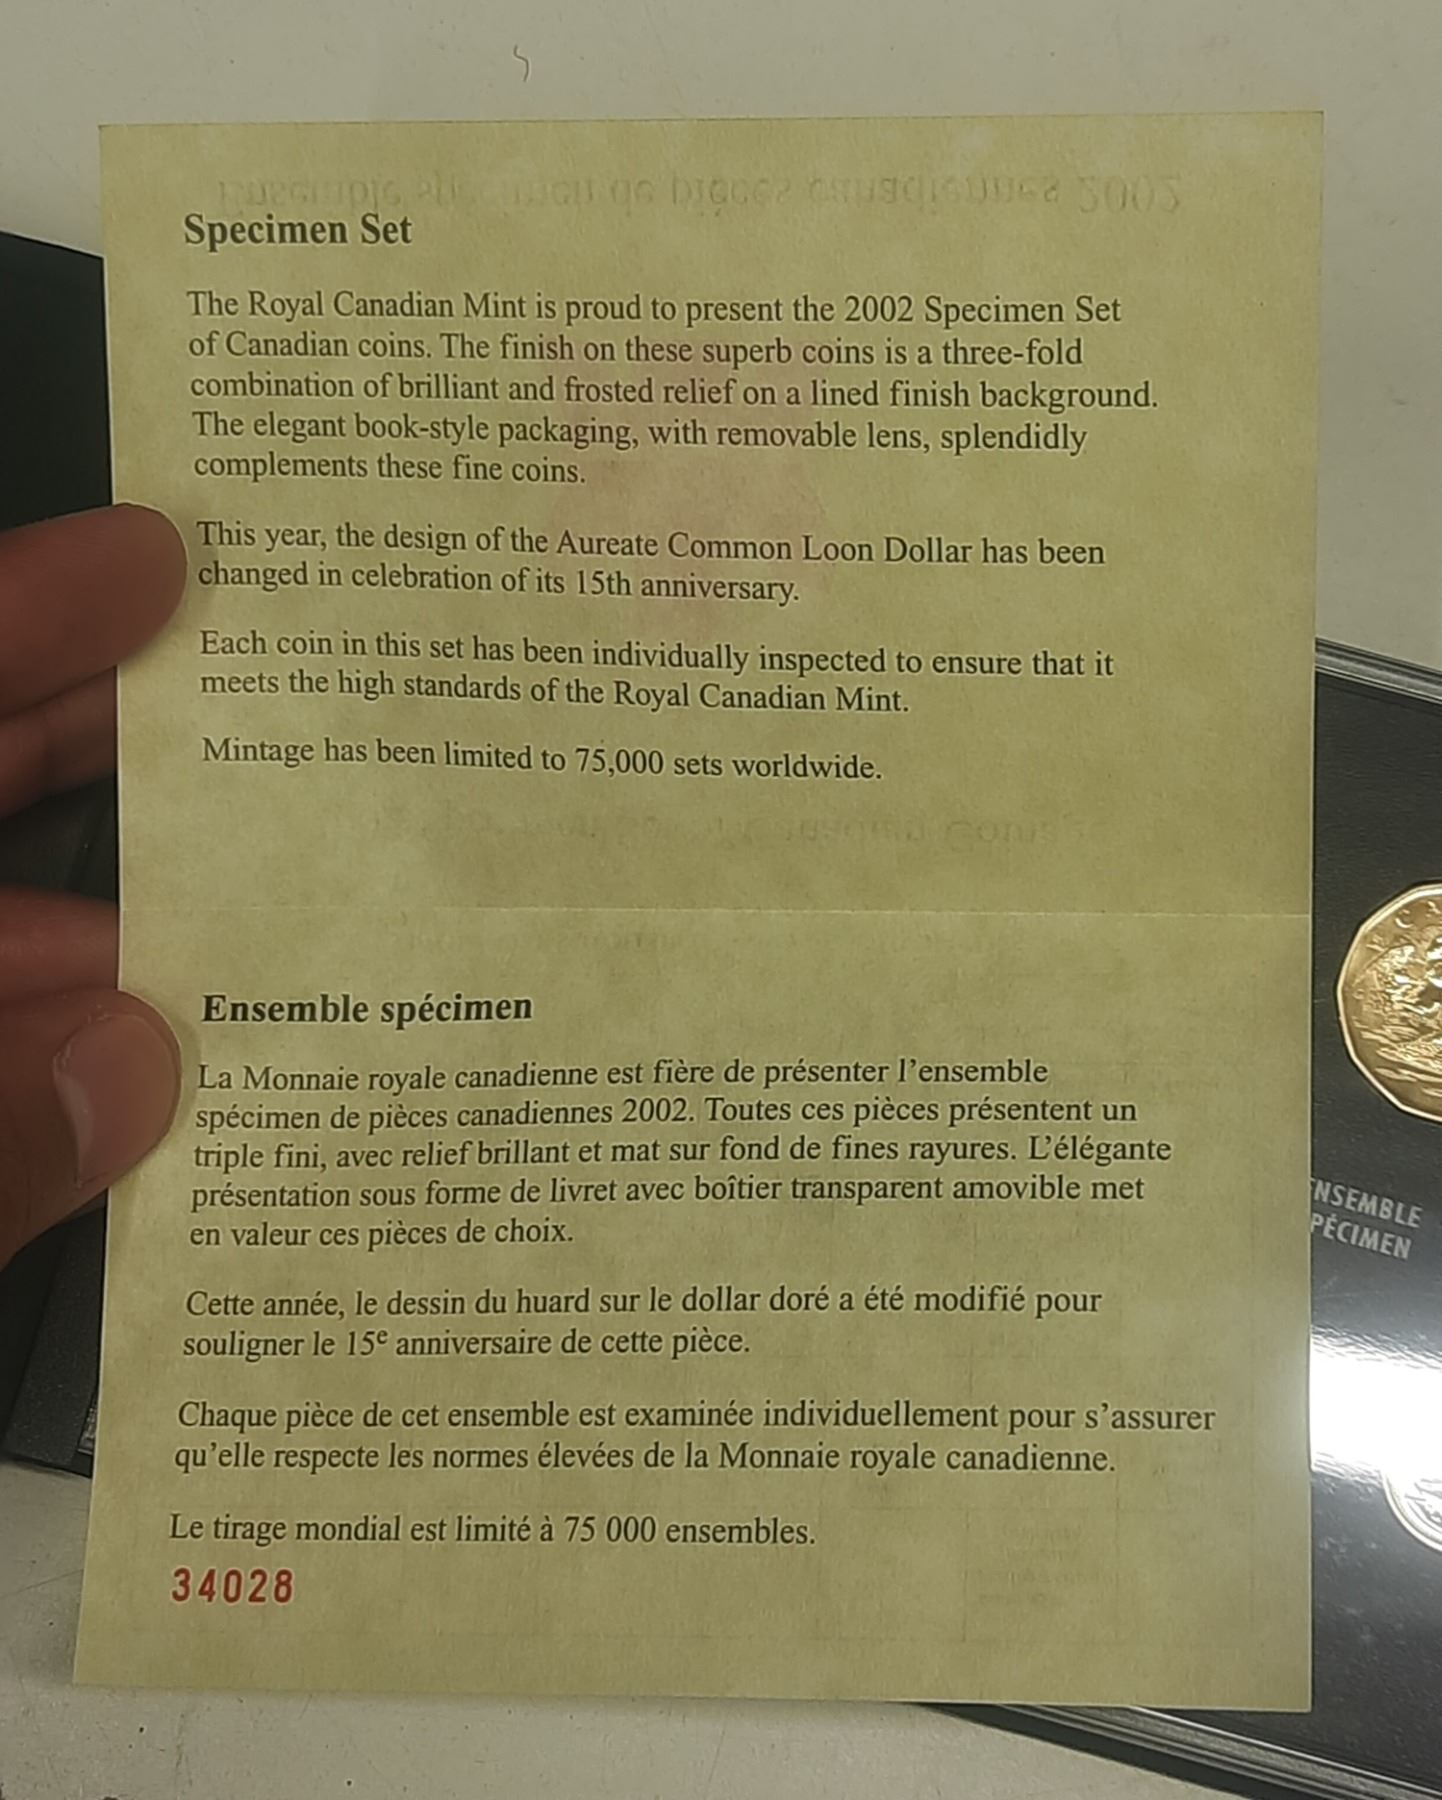 Ensemble spécimen de pièces canadiennes 2002
Specimen Set
The Royal Canadian Mint is proud to present the 2002 Specimen Set
of Canadian coins. The finish on these superb coins is a three-fold
combination of brilliant and frosted relief on a lined finish background.
The elegant book-style packaging, with removable lens, splendidly
complements these fine coins.
This year, the design of the Aureate Common Loon Dollar has been
changed in celebration of its 15th anniversary.
Each coin in this set has been individually inspected to ensure that it
meets the high standards of the Royal Canadian Mint.
Mintage has been limited to 75,000 sets worldwide.
Ensemble spécimen
La Monnaie royale canadienne est fière de présenter l'ensemble
spécimen de pièces canadiennes 2002. Toutes ces pièces présentent un
triple fini, avec relief brillant et mat sur fond de fines rayures. L'élégante
présentation sous forme de livret avec boîtier transparent amovible met
en valeur ces pièces de choix.
Cette année, le dessin du huard sur le dollar doré a été modifié pour
souligner le 15e anniversaire de cette pièce.
Chaque pièce de cet ensemble est examinée individuellement pour s'assurer
qu'elle respecte les normes élevées de la Monnaie royale canadienne.
Le tirage mondial est limité à 75 000 ensembles.
34028
NSEMBLE
PÉCIMEN